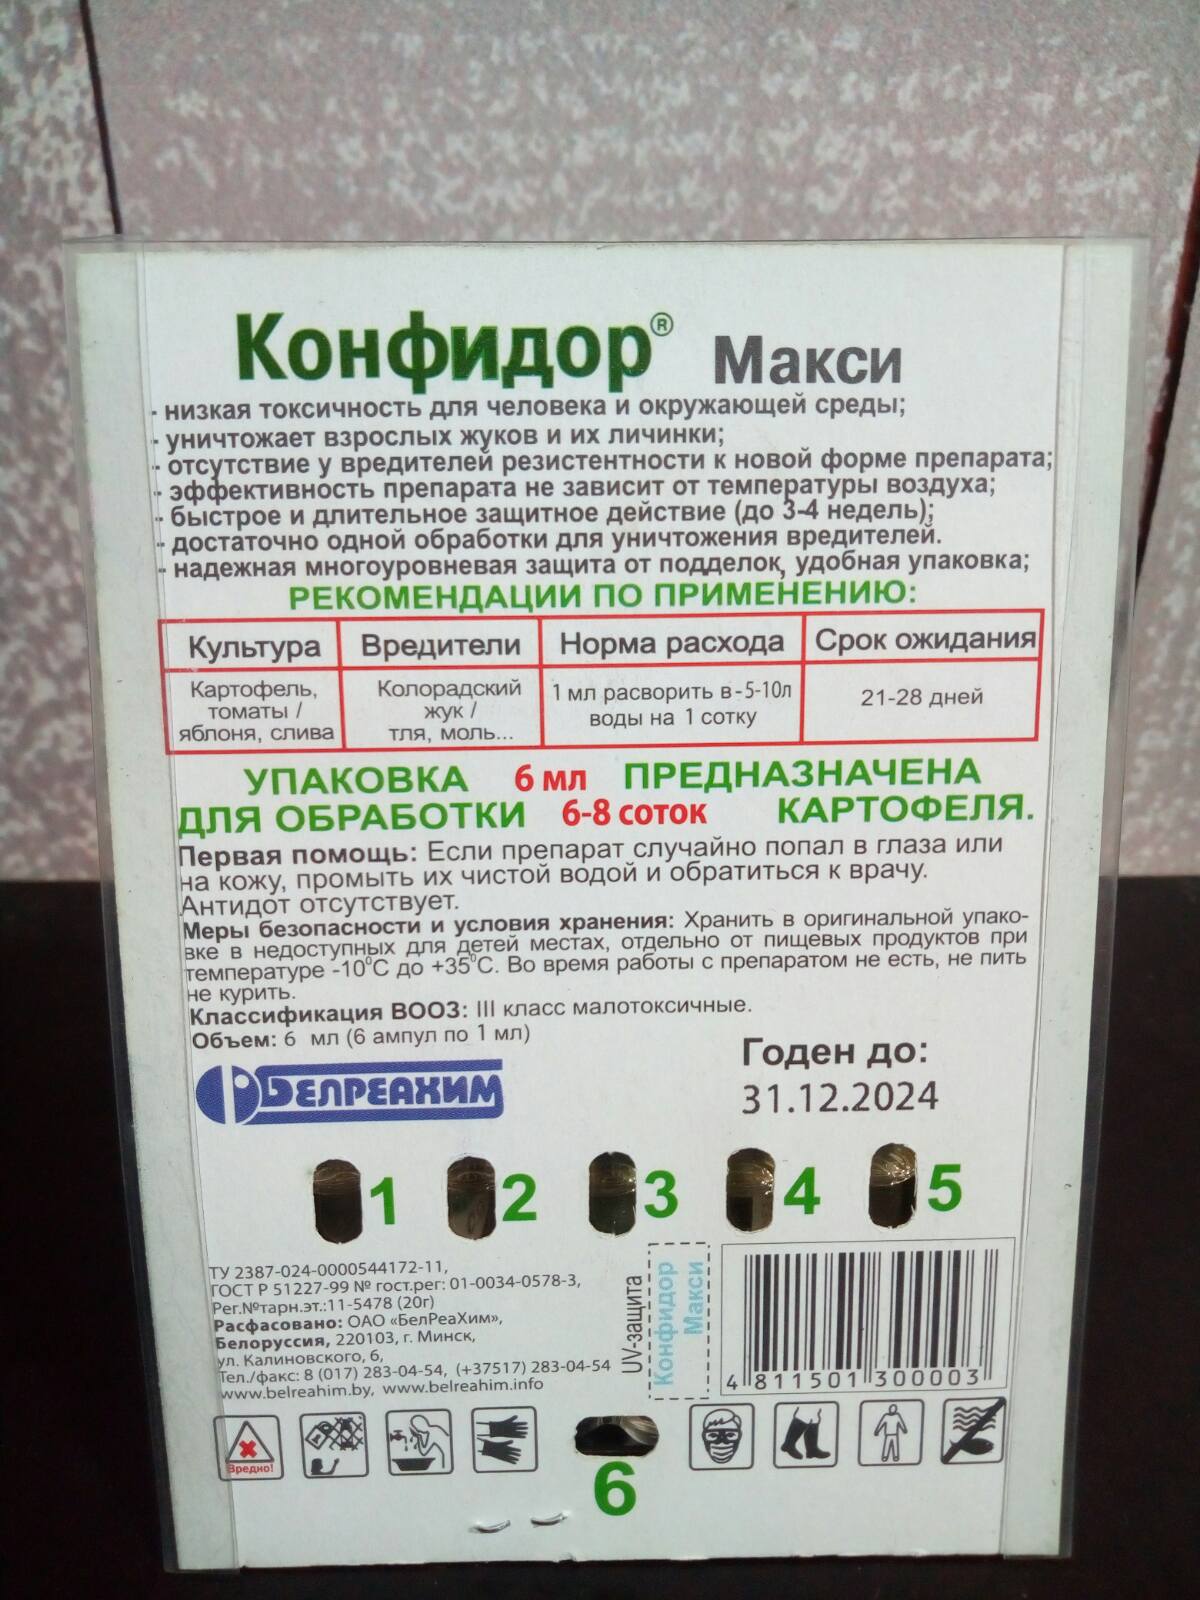 Конфидор® Макси
- низкая токсичность для человека и окружающей среды;
- уничтожает взрослых жуков и их личинки;
- отсутствие у вредителей резистентности к новой форме препарата;
- эффективность препарата не зависит от температуры воздуха;
- быстрое и длительное защитное действие (до 3-4 недель);
- достаточно одной обработки для уничтожения вредителей.
- надежная многоуровневая защита от подделок, удобная упаковка;
РЕКОМЕНДАЦИИ ПО ПРИМЕНЕНИЮ:
Культура Вредители Норма расхода Срок ожидания
Картофель, Колорадский 1 мл расворить в-5-10л 21-28 дней
томаты / жук / воды на 1 сотку
яблоня, слива тля, моль...
УПАКОВКА 6 мл ПРЕДНАЗНАЧЕНА
ДЛЯ ОБРАБОТКИ 6-8 соток КАРТОФЕЛЯ.
Первая помощь: Если препарат случайно попал в глаза или
на кожу, промыть их чистой водой и обратиться к врачу.
Антидот отсутствует.
Меры безопасности и условия хранения: Хранить в оригинальной упако-
вке в недоступных для детей местах, отдельно от пищевых продуктов при
температуре -10°С до +35°С. Во время работы с препаратом не есть, не пить
не курить.
Классификация ВООЗ: III класс малотоксичные.
Объем: 6 мл (6 ампул по 1 мл)
БЕЛРЕАХИМ
Годен до:
31.12.2024
1 2 3 4 5
ТУ 2387-024-0000544172-11,
ГОСТ Р 51227-99 № гост.рег: 01-0034-0578-3,
Рег.№тарн.эт.:11-5478 (20г)
Расфасовано: ОАО «БелРеаХим»,
Белоруссия, 220103, г. Минск,
ул. Калиновского, 6,
Тел./факс: 8 (017) 283-04-54, (+37517) 283-04-54
www.belreahim.by, www.belreahim.info
UV-защита
Конфидор
Макси
4 811501 300003
Вредно!
6